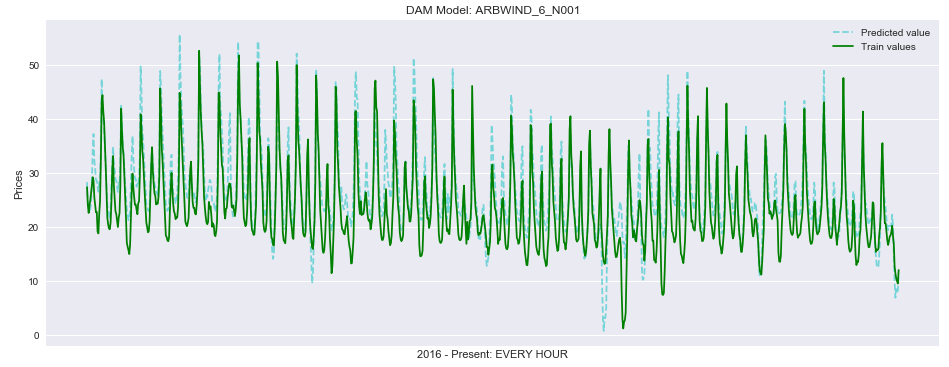 DAM Model: ARBWIND_6_N001
Predicted value
Train values
50
40
30
20
10
0
Prices
2016 - Present: EVERY HOUR